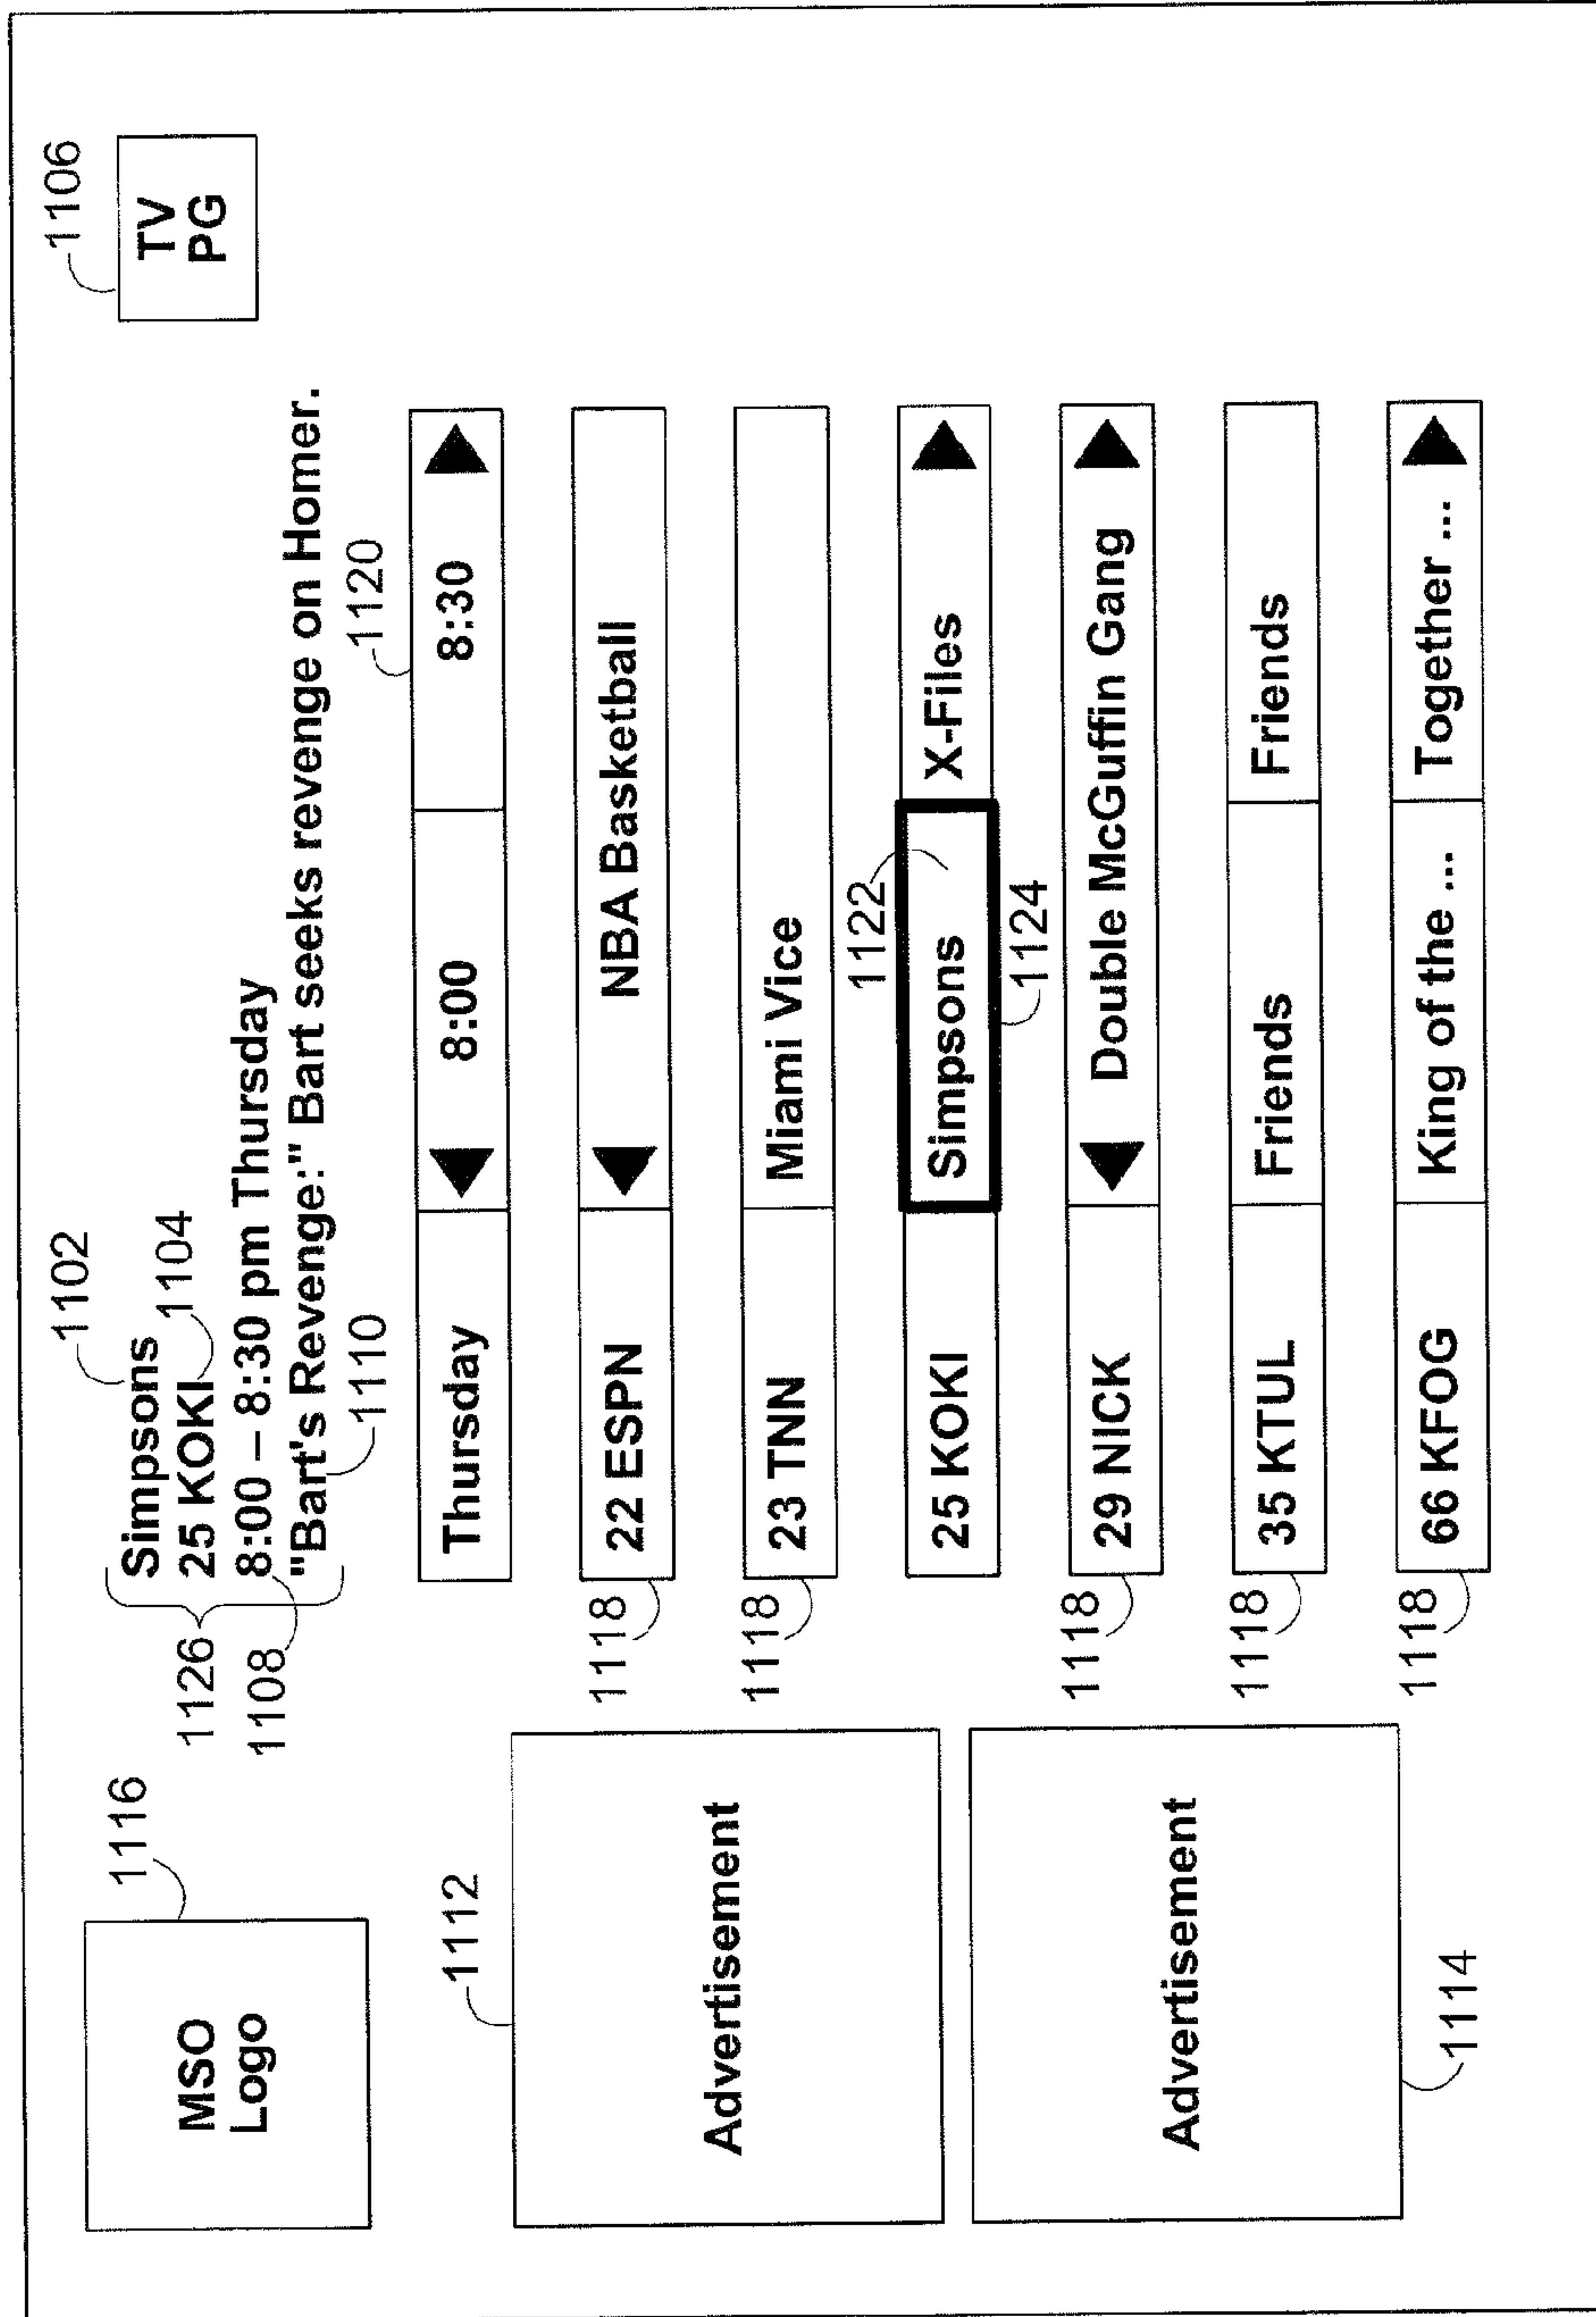 1116
MSO
Logo
1102
Simpsons
25 KOKI
1104
1126
8:00 – 8:30 pm Thursday
1108
"Bart's Revenge:" Bart seeks revenge on Homer.
1110
1106
TV
PG
1120
Thursday 8:00 8:30
1112
Advertisement
1114
Advertisement
1118
22 ESPN NBA Basketball
1118
23 TNN Miami Vice
1122
25 KOKI Simpsons X-Files
1124
1118
29 NICK Double McGuffin Gang
1118
35 KTUL Friends Friends
1118
66 KFOG King of the ... Together ...